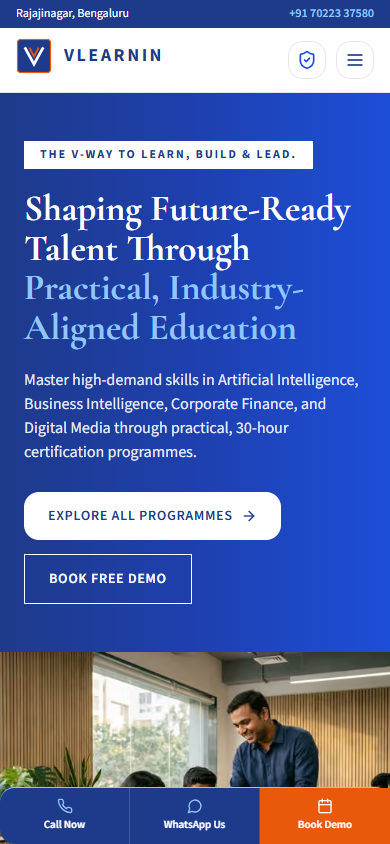 Rajajinagar, Bengaluru
+91 70223 37580
VLEARNIN
THE V-WAY TO LEARN, BUILD & LEAD.
Shaping Future-Ready
Talent Through
Practical, Industry-
Aligned Education
Master high-demand skills in Artificial Intelligence,
Business Intelligence, Corporate Finance, and
Digital Media through practical, 30-hour
certification programmes.
EXPLORE ALL PROGRAMMES
BOOK FREE DEMO
Call Now
WhatsApp Us
Book Demo